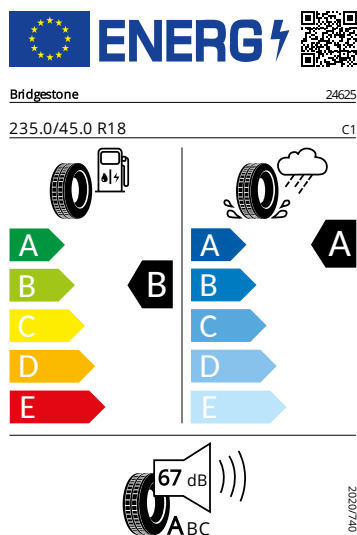 ENERG
Bridgestone 24625
235.0/45.0 R18 C1
A A
A
B B
B
C C
D D
E E
67 dB
ABC
2020/740